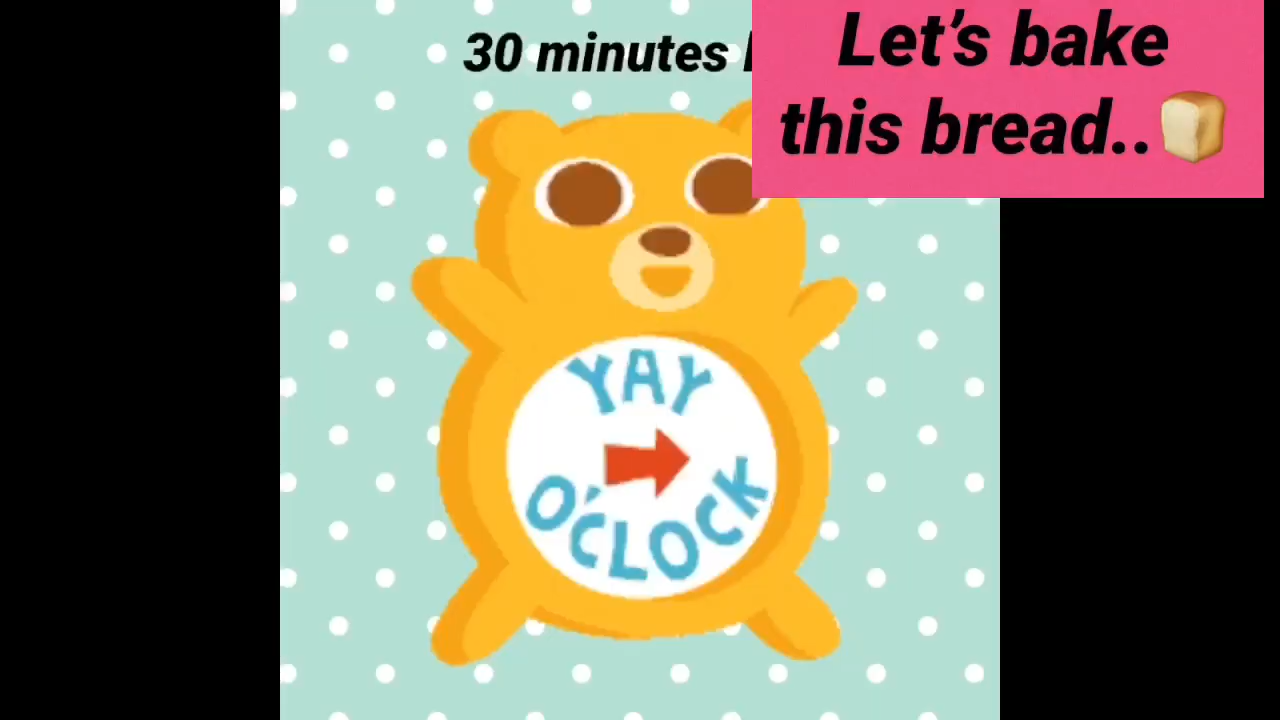 30 minutes
Let’s bake
this bread..🍞
YAY
O'CLOCK